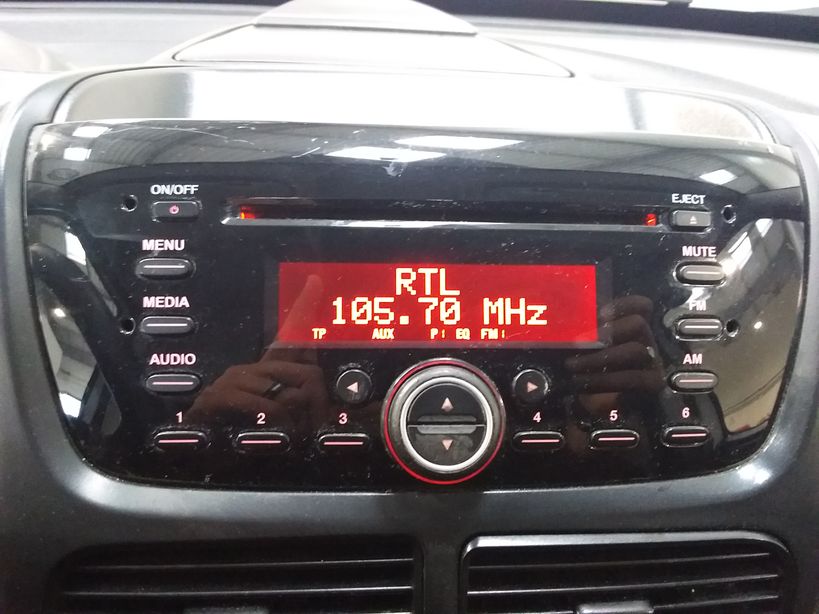 ON/OFF
EJECT
MENU
MUTE
RTL
MEDIA
105.70 MHz
FM
TP AUX EQ
AUDIO
AM
1 2 3 4 5 6